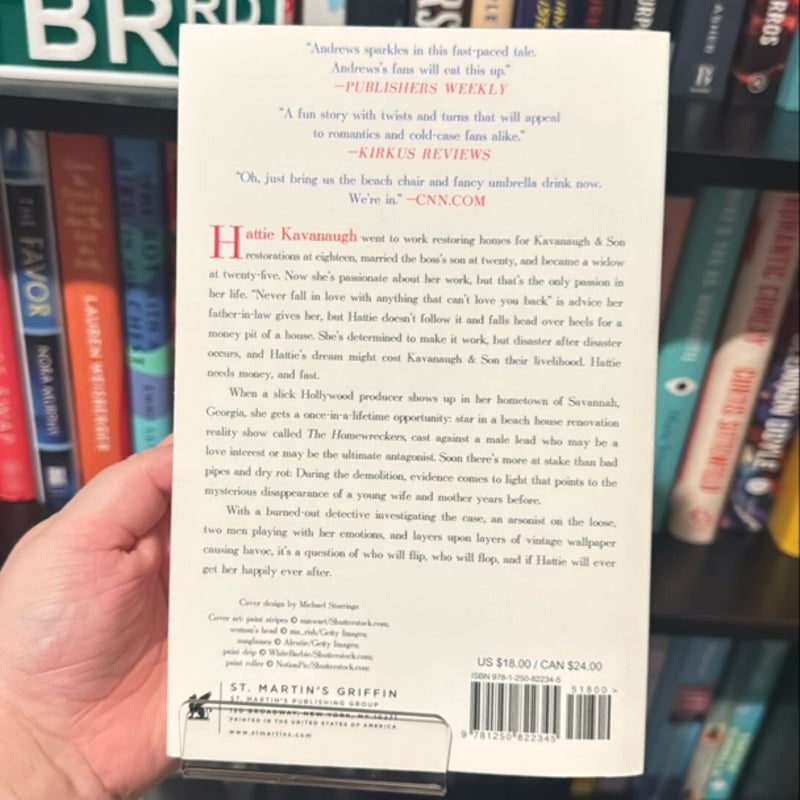 BR RD
"Andrews sparkles in this fast-paced tale.
Andrews's fans will eat this up."
—PUBLISHERS WEEKLY
"A fun story with twists and turns that will appeal
to romantics and cold-case fans alike."
—KIRKUS REVIEWS
"Oh, just bring us the beach chair and fancy umbrella drink now.
We're in." —CNN.COM
Hattie Kavanaugh went to work restoring homes for Kavanaugh & Son
restorations at eighteen, married the boss's son at twenty, and became a widow
at twenty-five. Now she's passionate about her work, but that's the only passion in
her life. "Never fall in love with anything that can't love you back" is advice her
father-in-law gives her, but Hattie doesn't follow it and falls head over heels for a
money pit of a house. She's determined to make it work, but disaster after disaster
occurs, and Hattie's dream might cost Kavanaugh & Son their livelihood. Hattie
needs money, and fast.
When a slick Hollywood producer shows up in her hometown of Savannah,
Georgia, she gets a once-in-a-lifetime opportunity: star in a beach house renovation
reality show called The Homewreckers, cast against a male lead who may be a
love interest or may be the ultimate antagonist. Soon there's more at stake than bad
pipes and dry rot: During the demolition, evidence comes to light that points to the
mysterious disappearance of a young wife and mother years before.
With a burned-out detective investigating the case, an arsonist on the loose,
two men playing with her emotions, and layers upon layers of vintage wallpaper
causing havoc, it's a question of who will flip, who will flop, and if Hattie will ever
get her happily ever after.
Cover design by Michael Storrings
Cover art: paint stripes © sunwart/Shutterstock.com;
woman's head © ma_rish/Getty Images;
sunglasses © Alextie/Getty Images;
paint drip © WhiteBarbie/Shutterstock.com;
paint roller © NotionPic/Shutterstock.com
ST. MARTIN'S GRIFFIN
ST. MARTIN'S PUBLISHING GROUP
120 BROADWAY, NEW YORK, NY 10271
PRINTED IN THE UNITED STATES OF AMERICA
www.stmartins.com
US $18.00 / CAN $24.00
ISBN 978-1-250-82234-5
51800 >
9 781250 822345
THE FAVOR
NORA MURPHY
LAUREN WEISBERGER
ASHER
ROMANTIC COMEDY
CURTIS SITTENFELD